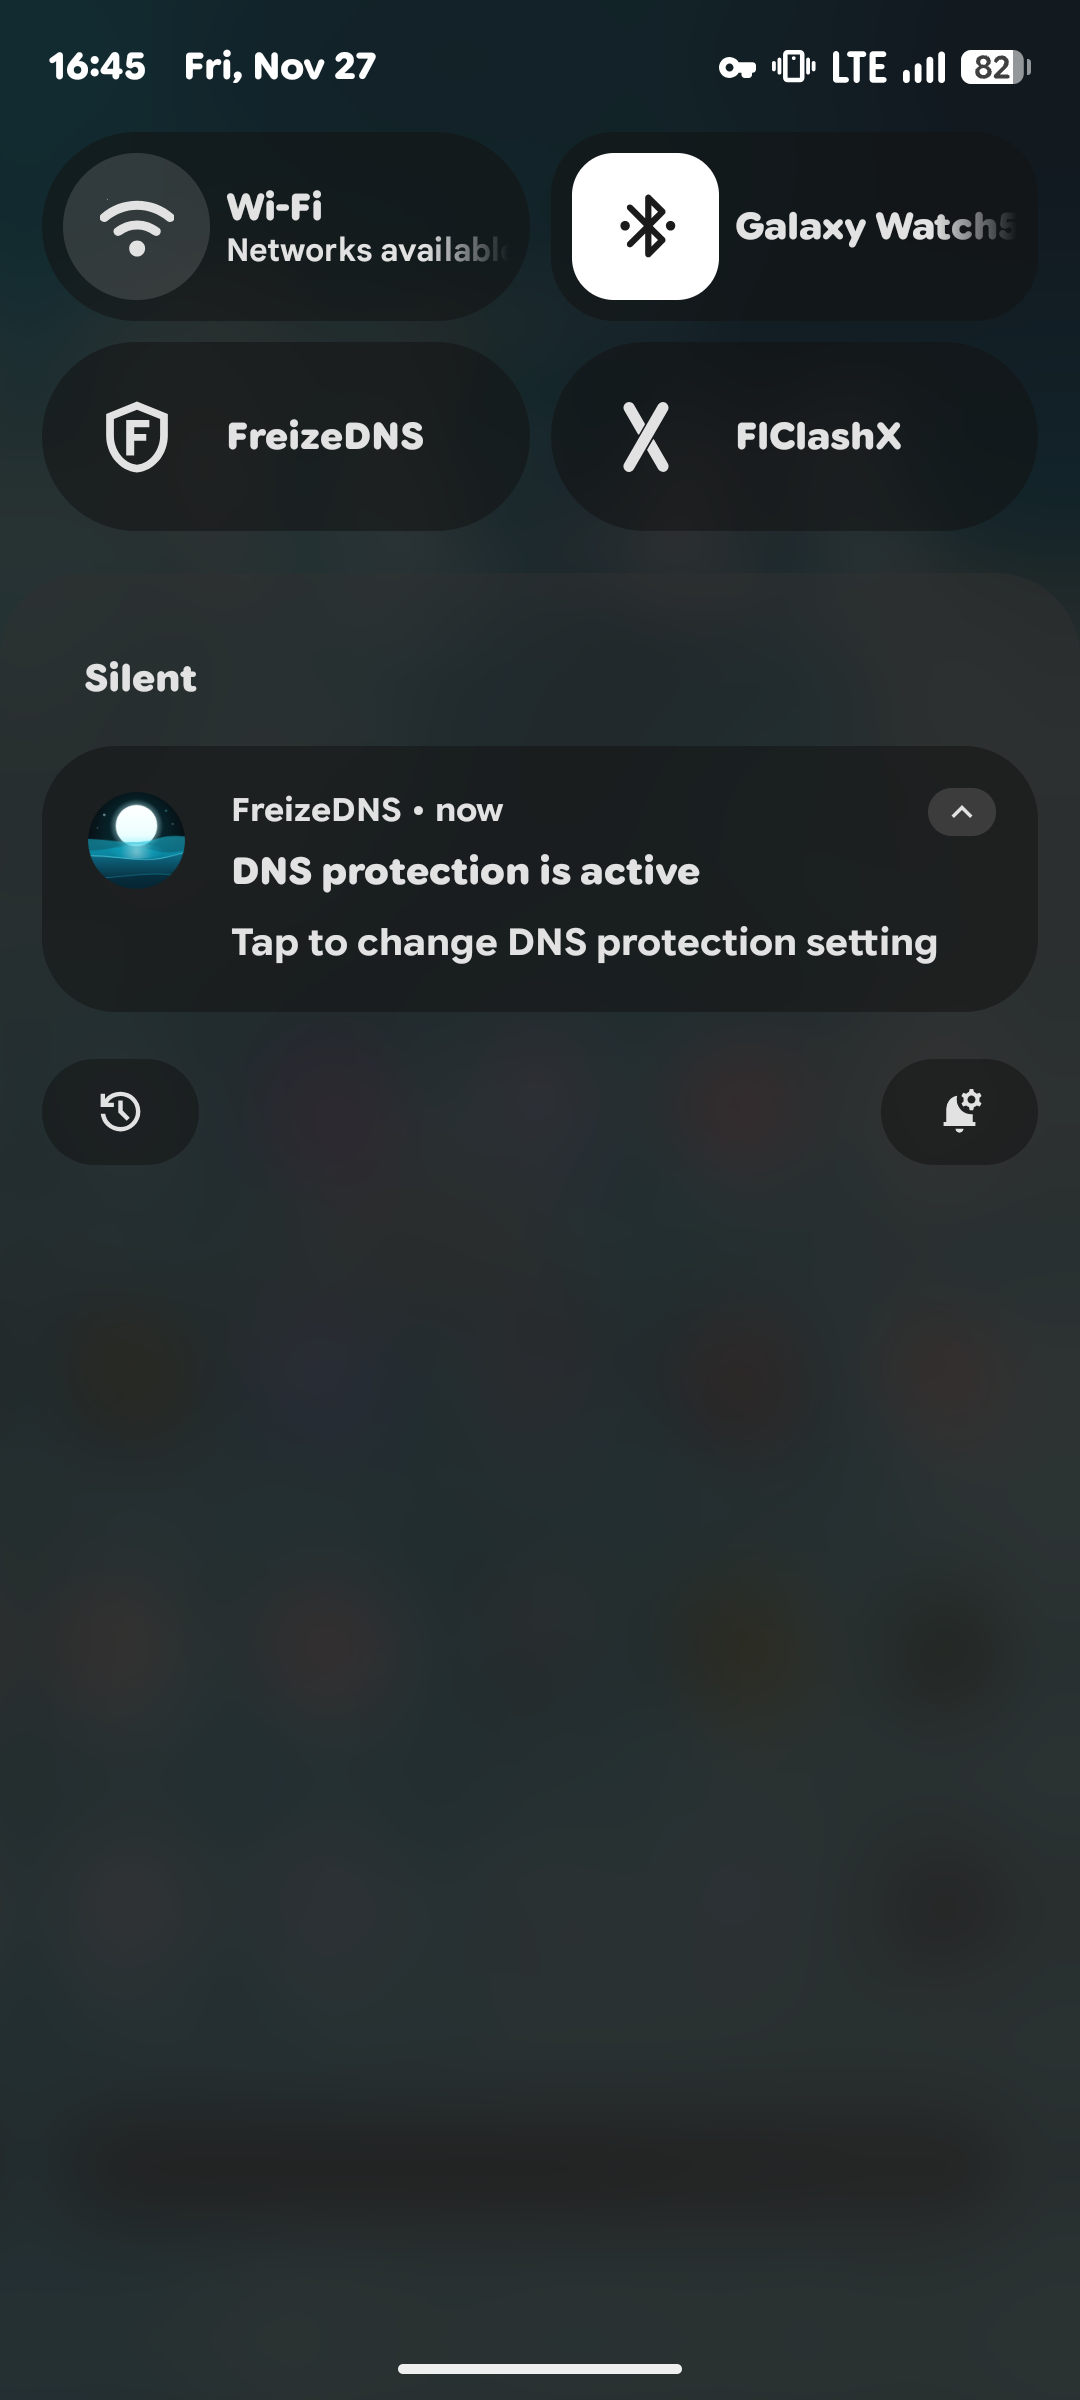 16:45 Fri, Nov 27 LTE 82
Wi-Fi
Networks available
Galaxy Watch5
FreizeDNS
FlClashX
Silent
FreizeDNS • now
DNS protection is active
Tap to change DNS protection setting